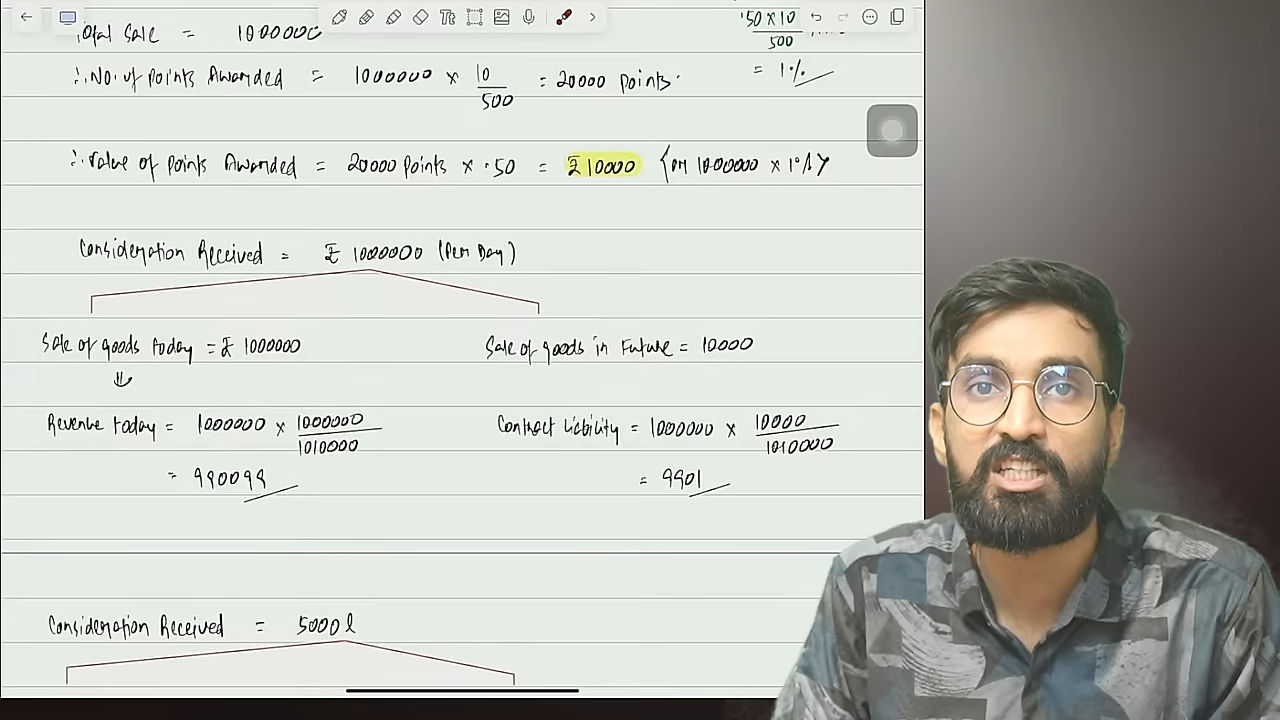 Total Sale = 1000000
.50 x 10
500
= 1%
∴ No. of points Awarded = 1000000 x 10/500 = 20000 points.
∴ Value of Points Awarded = 20000 Points x .50 = ₹10000 {or 1000000 x 1%}
Consideration Received = ₹ 1000000 (Per Day)
Sale of goods today = ₹ 1000000
Sale of goods in Future = 10000
Revenue today = 1000000 x 1000000/1010000
Contract Liability = 1000000 x 10000/1010000
= 990099
= 9901
Consideration Received = 5000 l